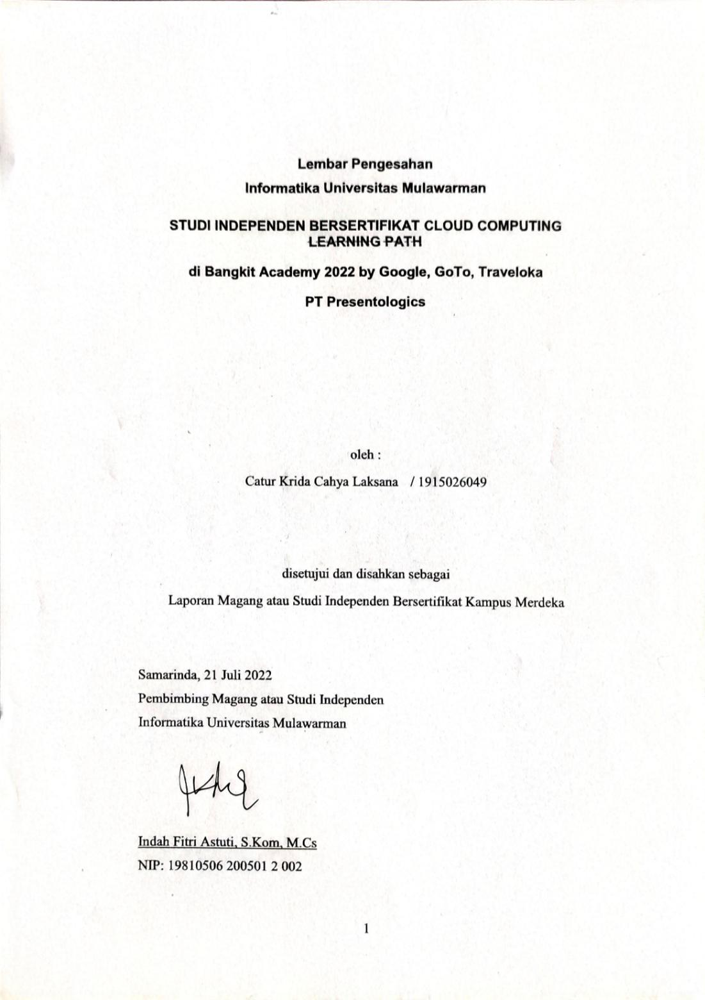 Lembar Pengesahan
Informatika Universitas Mulawarman
STUDI INDEPENDEN BERSERTIFIKAT CLOUD COMPUTING
LEARNING PATH
di Bangkit Academy 2022 by Google, GoTo, Traveloka
PT Presentologics
oleh :
Catur Krida Cahya Laksana / 1915026049
disetujui dan disahkan sebagai
Laporan Magang atau Studi Independen Bersertifikat Kampus Merdeka
Samarinda, 21 Juli 2022
Pembimbing Magang atau Studi Independen
Informatika Universitas Mulawarman
Indah Fitri Astuti, S.Kom, M.Cs
NIP: 19810506 200501 2 002
1